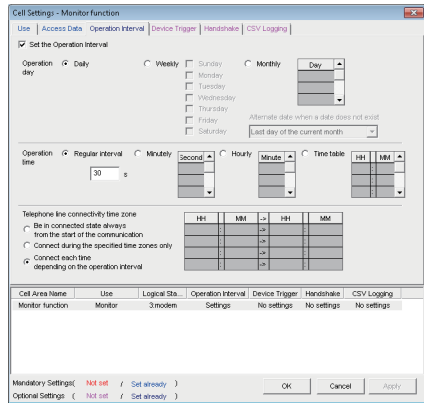 Cell Settings - Monitor function
Use Access Data Operation Interval Device Trigger Handshake CSV Logging
Set the Operation Interval
Operation day Daily Weekly Sunday Monthly Day
Monday
Tuesday
Wednesday
Thursday
Friday Alternate date when a date does not exist
Saturday Last day of the current month
Operation time Regular interval Minutely Second Hourly Minute Time table HH MM
30 s
Telephone line connectivity time zone
HH MM -> HH MM
Be in connected state always
from the start of the communication
Connect during the specified time zones only
Connect each time
depending on the operation interval
: -> :
: -> :
: -> :
: -> :
Cell Area Name Use Logical Sta... Operation Interval Device Trigger Handshake CSV Logging
Monitor function Monitor 3:modem Settings No settings No settings No settings
Mandatory Settings( Not set / Set already )
Optional Settings ( Not set / Set already )
OK Cancel Apply